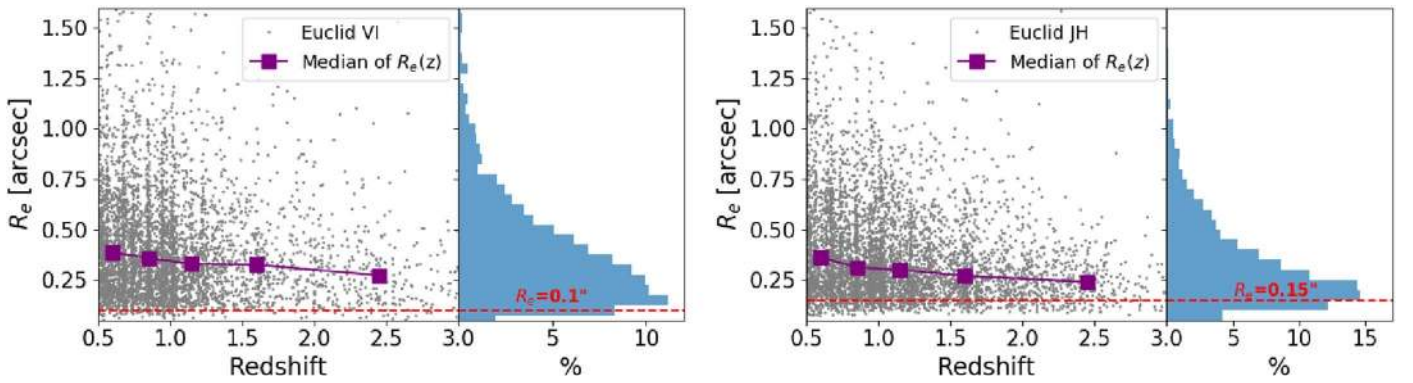 1.50
1.25
1.00
0.75
0.50
0.25
R_e [arcsec]
Euclid VI
Median of R_e(z)
R_e=0.1"
0.5 1.0 1.5 2.0 2.5 3.0 5 10
Redshift %
1.50
1.25
1.00
0.75
0.50
0.25
R_e [arcsec]
Euclid JH
Median of R_e(z)
R_e=0.15"
0.5 1.0 1.5 2.0 2.5 3.0 5 10 15
Redshift %